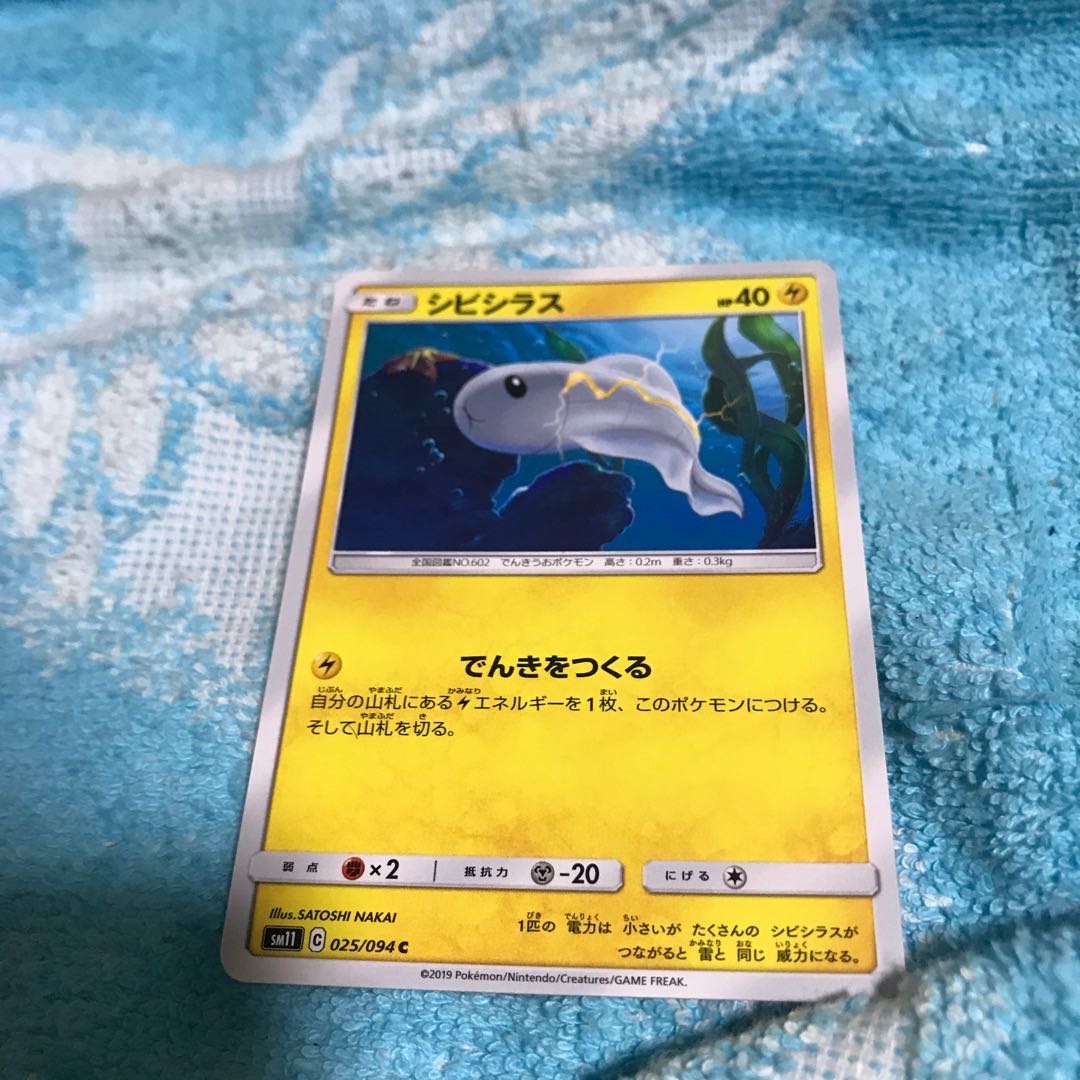 たね シビシラス HP40
全国図鑑NO.602 でんきうおポケモン 高さ:0.2m 重さ:0.3kg
でんきをつくる
自分の山札にあるエネルギーを1枚、このポケモンにつける。
そして山札を切る。
弱点 ×2 抵抗力 -20 にげる
Illus.SATOSHI NAKAI
SM11 C 025/094 C
1匹の 電力は 小さいが たくさんの シビシラスが
つながると 雷と 同じ 威力になる。
©2019 Pokémon/Nintendo/Creatures/GAME FREAK.